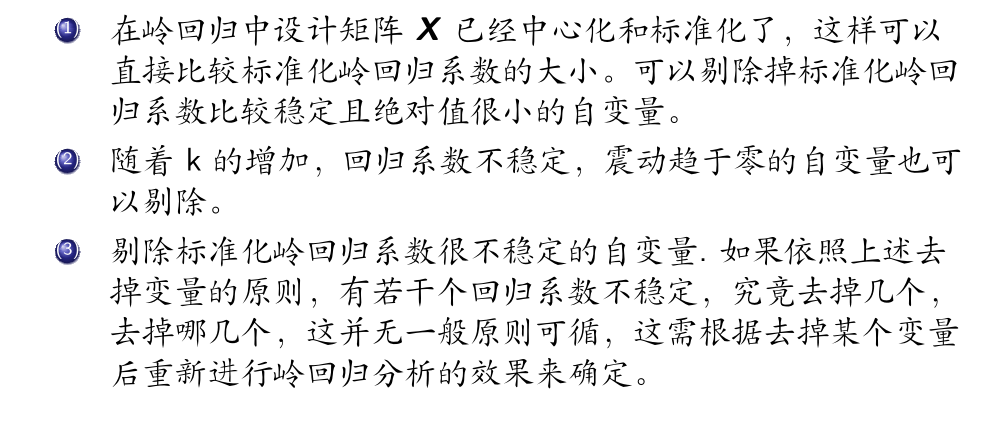 1 在岭回归中设计矩阵 X 已经中心化和标准化了，这样可以
直接比较标准化岭回归系数的大小。可以剔除掉标准化岭回
归系数比较稳定且绝对值很小的自变量。
2 随着 k 的增加，回归系数不稳定，震动趋于零的自变量也可
以剔除。
3 剔除标准化岭回归系数很不稳定的自变量. 如果依照上述去
掉变量的原则，有若干个回归系数不稳定，究竟去掉几个，
去掉哪几个，这并无一般原则可循，这需根据去掉某个变量
后重新进行岭回归分析的效果来确定。